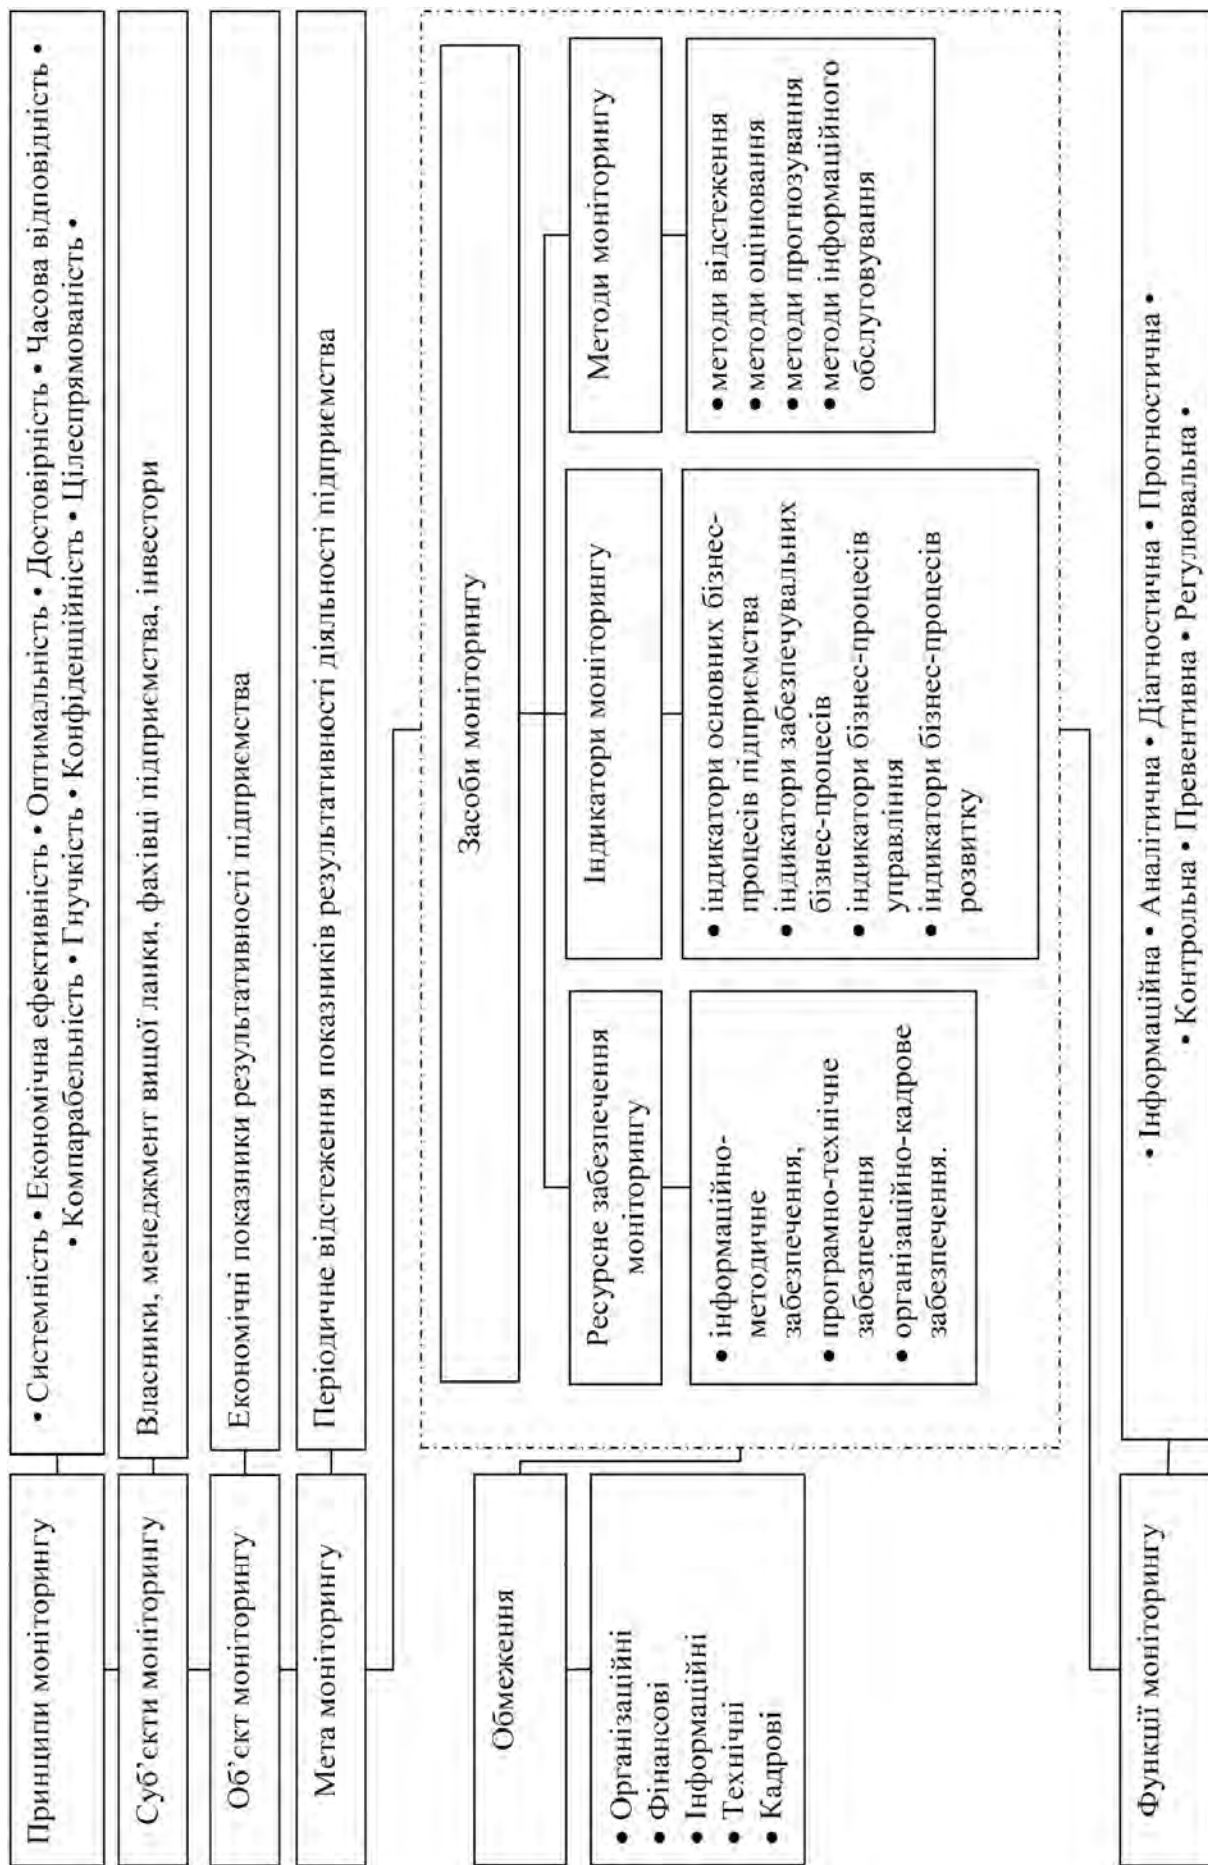 Принципи моніторингу
• Системність • Економічна ефективність • Оптимальність • Достовірність • Часова відповідність •
• Компарабельність • Гнучкість • Конфіденційність • Цілеспрямованість •
Суб’єкти моніторингу
Власники, менеджмент вищої ланки, фахівці підприємства, інвестори
Об’єкт моніторингу
Економічні показники результативності підприємства
Мета моніторингу
Періодичне відстеження показників результативності діяльності підприємства
Обмеження
• Організаційні
• Фінансові
• Інформаційні
• Технічні
• Кадрові
Засоби моніторингу
Ресурсне забезпечення
моніторингу
• інформаційно-
методичне
забезпечення,
• програмно-технічне
забезпечення
• організаційно-кадрове
забезпечення.
Індикатори моніторингу
• індикатори основних бізнес-
процесів підприємства
• індикатори забезпечувальних
бізнес-процесів
• індикатори бізнес-процесів
управління
• індикатори бізнес-процесів
розвитку
Методи моніторингу
• методи відстеження
• методи оцінювання
• методи прогнозування
• методи інформаційного
обслуговування
Функції моніторингу
• Інформаційна • Аналітична • Діагностична • Прогностична •
• Контрольна • Превентивна • Регулювальна •